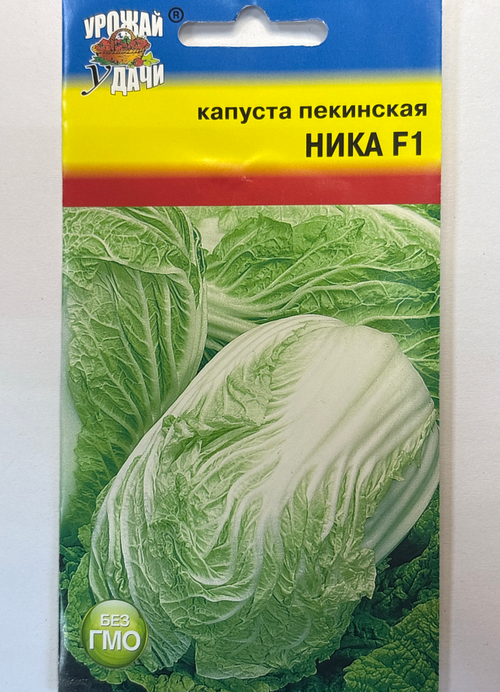 УРОЖАЙ ®
УДАЧИ
капуста пекинская
НИКА F1
БЕЗ
ГМО